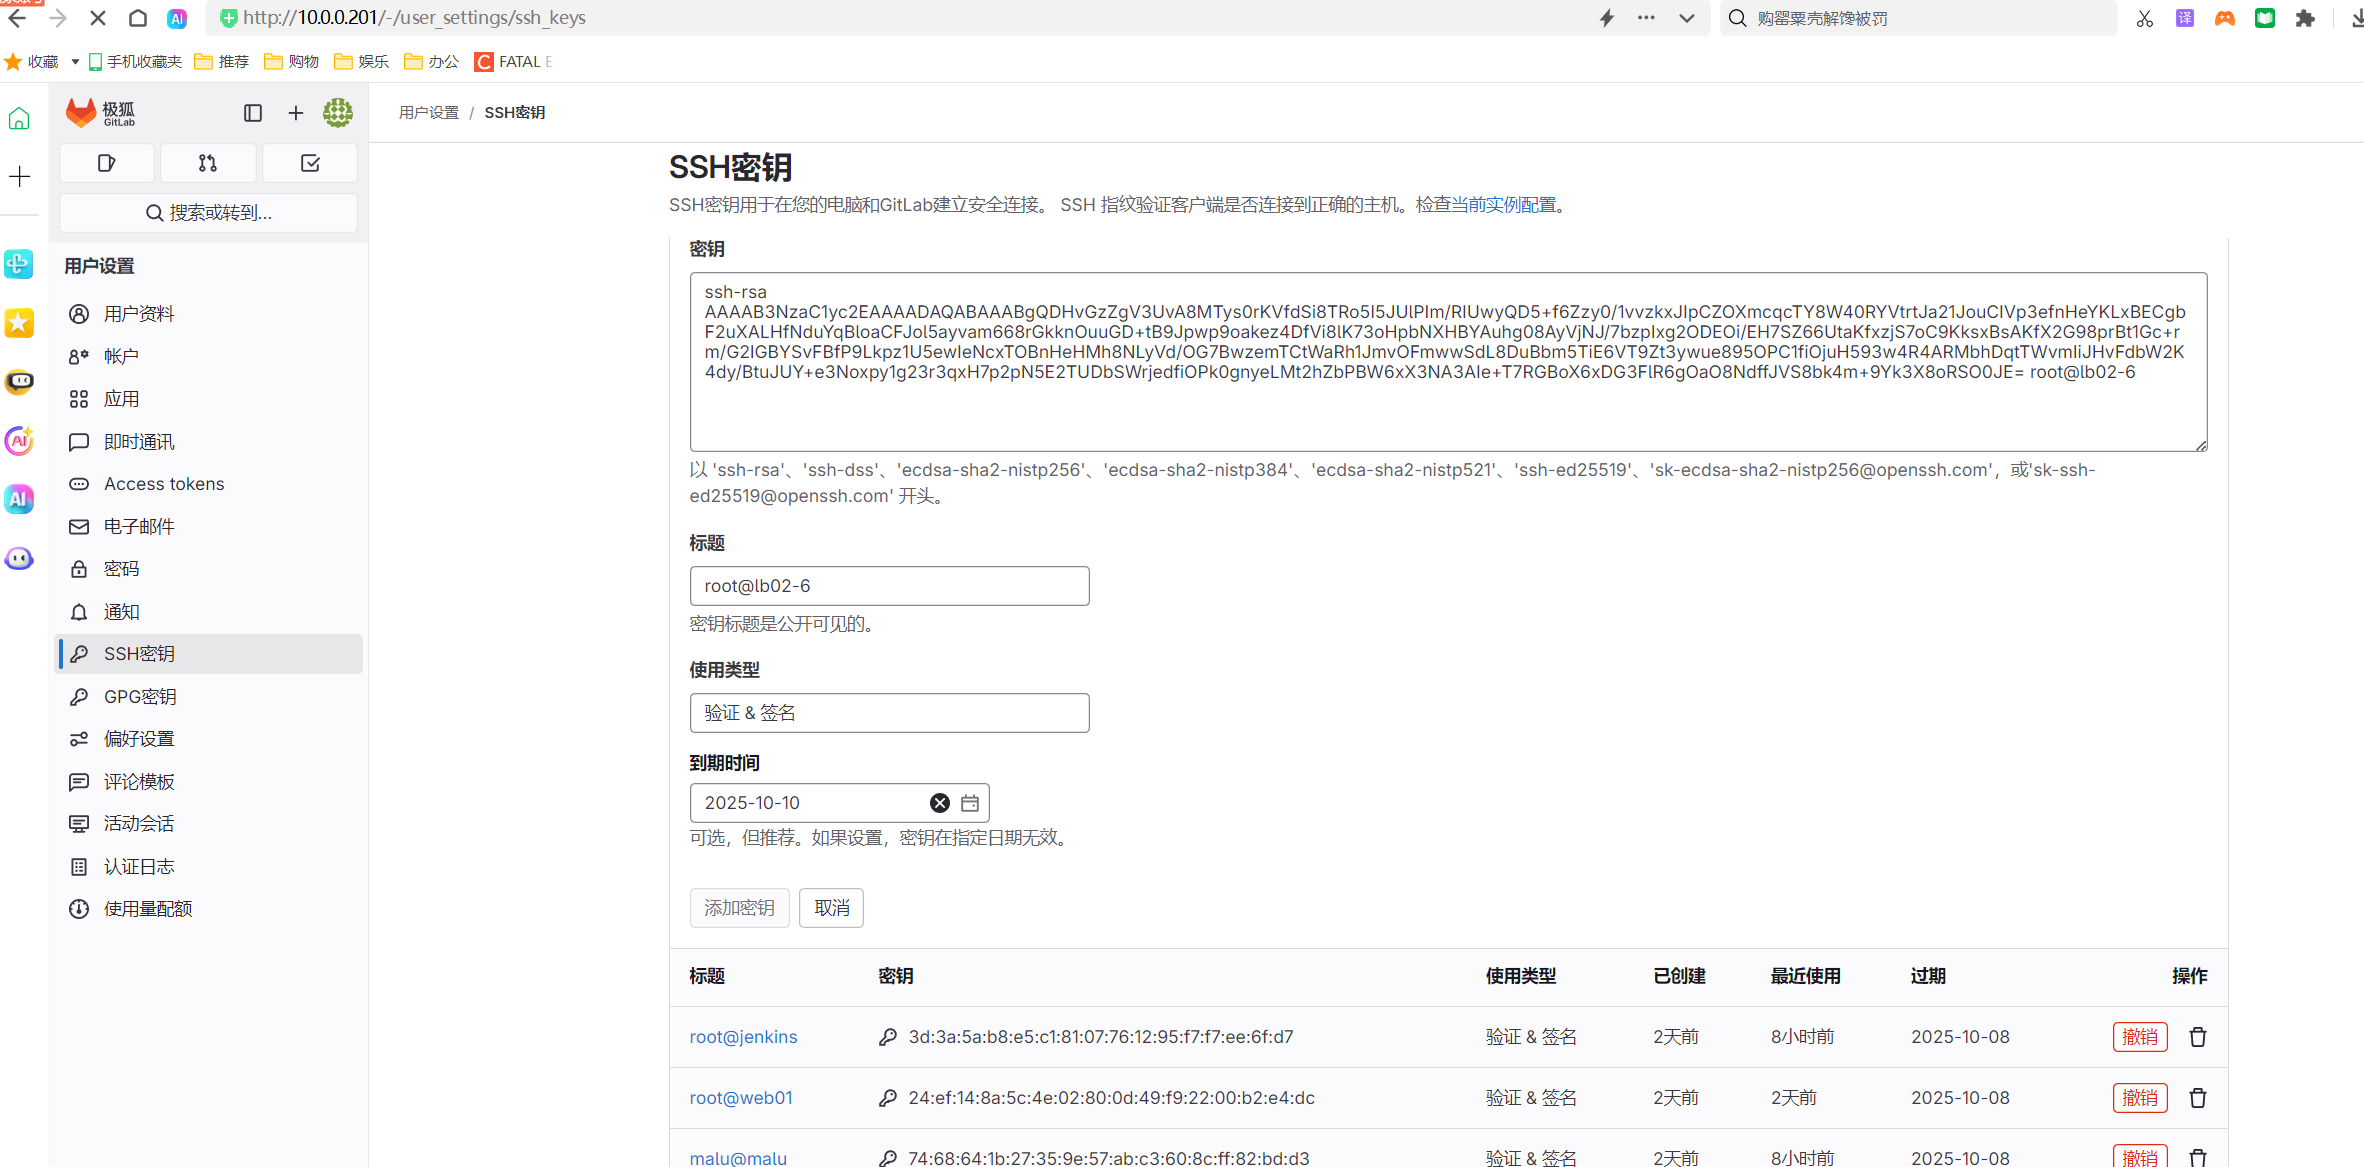 http://10.0.0.201/-/user_settings/ssh_keys
购罂粟壳解馋被罚
收藏
手机收藏夹
推荐
购物
娱乐
办公
FATAL E
极狐
GitLab
用户设置 / SSH密钥
搜索或转到...
用户设置
用户资料
帐户
应用
即时通讯
Access tokens
电子邮件
密码
通知
SSH密钥
GPG密钥
偏好设置
评论模板
活动会话
认证日志
使用量配额
SSH密钥
SSH密钥用于在您的电脑和GitLab建立安全连接。 SSH 指纹验证客户端是否连接到正确的主机。检查当前实例配置。
密钥
ssh-rsa
AAAAB3NzaC1yc2EAAAADAQABAAABgQDHvGzZgV3UvA8MTys0rKVfdSi8TRo5I5JUlPIm/RIUwyQD5+f6Zzy0/1vvzkxJIpCZOXmcqcTY8W40RYVtrtJa21JouCIVp3efnHeYKLxBECgb
F2uXALHfNduYqBloaCFJol5ayvam668rGkknOuuGD+tB9Jpwp9oakez4DfVi8lK73oHpbNXHBYAuhg08AyVjNJ/7bzpIxg2ODEOi/EH7SZ66UtaKfxzjS7oC9KksxBsAKfX2G98prBt1Gc+r
m/G2IGBYSvFBfP9Lkpz1U5ewIeNcxTOBnHeHMh8NLyVd/OG7BwzemTCtWaRh1JmvOFmwwSdL8DuBbm5TiE6VT9Zt3ywue895OPC1fiOjuH593w4R4ARMbhDqtTWvmIiJHvFdbW2K
4dy/BtuJUY+e3Noxpy1g23r3qxH7p2pN5E2TUDbSWrjedfiOPk0gnyeLMt2hZbPBW6xX3NA3AIe+T7RGBoX6xDG3FlR6gOaO8NdffJVS8bk4m+9Yk3X8oRSO0JE= root@lb02-6
以 'ssh-rsa'、'ssh-dss'、'ecdsa-sha2-nistp256'、'ecdsa-sha2-nistp384'、'ecdsa-sha2-nistp521'、'ssh-ed25519'、'sk-ecdsa-sha2-nistp256@openssh.com'，或'sk-ssh-
ed25519@openssh.com' 开头。
标题
root@lb02-6
密钥标题是公开可见的。
使用类型
验证 & 签名
到期时间
2025-10-10
可选，但推荐。如果设置，密钥在指定日期无效。
添加密钥 取消
标题 密钥 使用类型 已创建 最近使用 过期 操作
root@jenkins 3d:3a:5a:b8:e5:c1:81:07:76:12:95:f7:f7:ee:6f:d7 验证 & 签名 2天前 8小时前 2025-10-08 撤销
root@web01 24:ef:14:8a:5c:4e:02:80:0d:49:f9:22:00:b2:e4:dc 验证 & 签名 2天前 2天前 2025-10-08 撤销
malu@malu 74:68:64:1b:27:35:9e:57:ab:c3:60:8c:ff:82:bd:d3 验证 & 签名 2天前 8小时前 2025-10-08 撤销